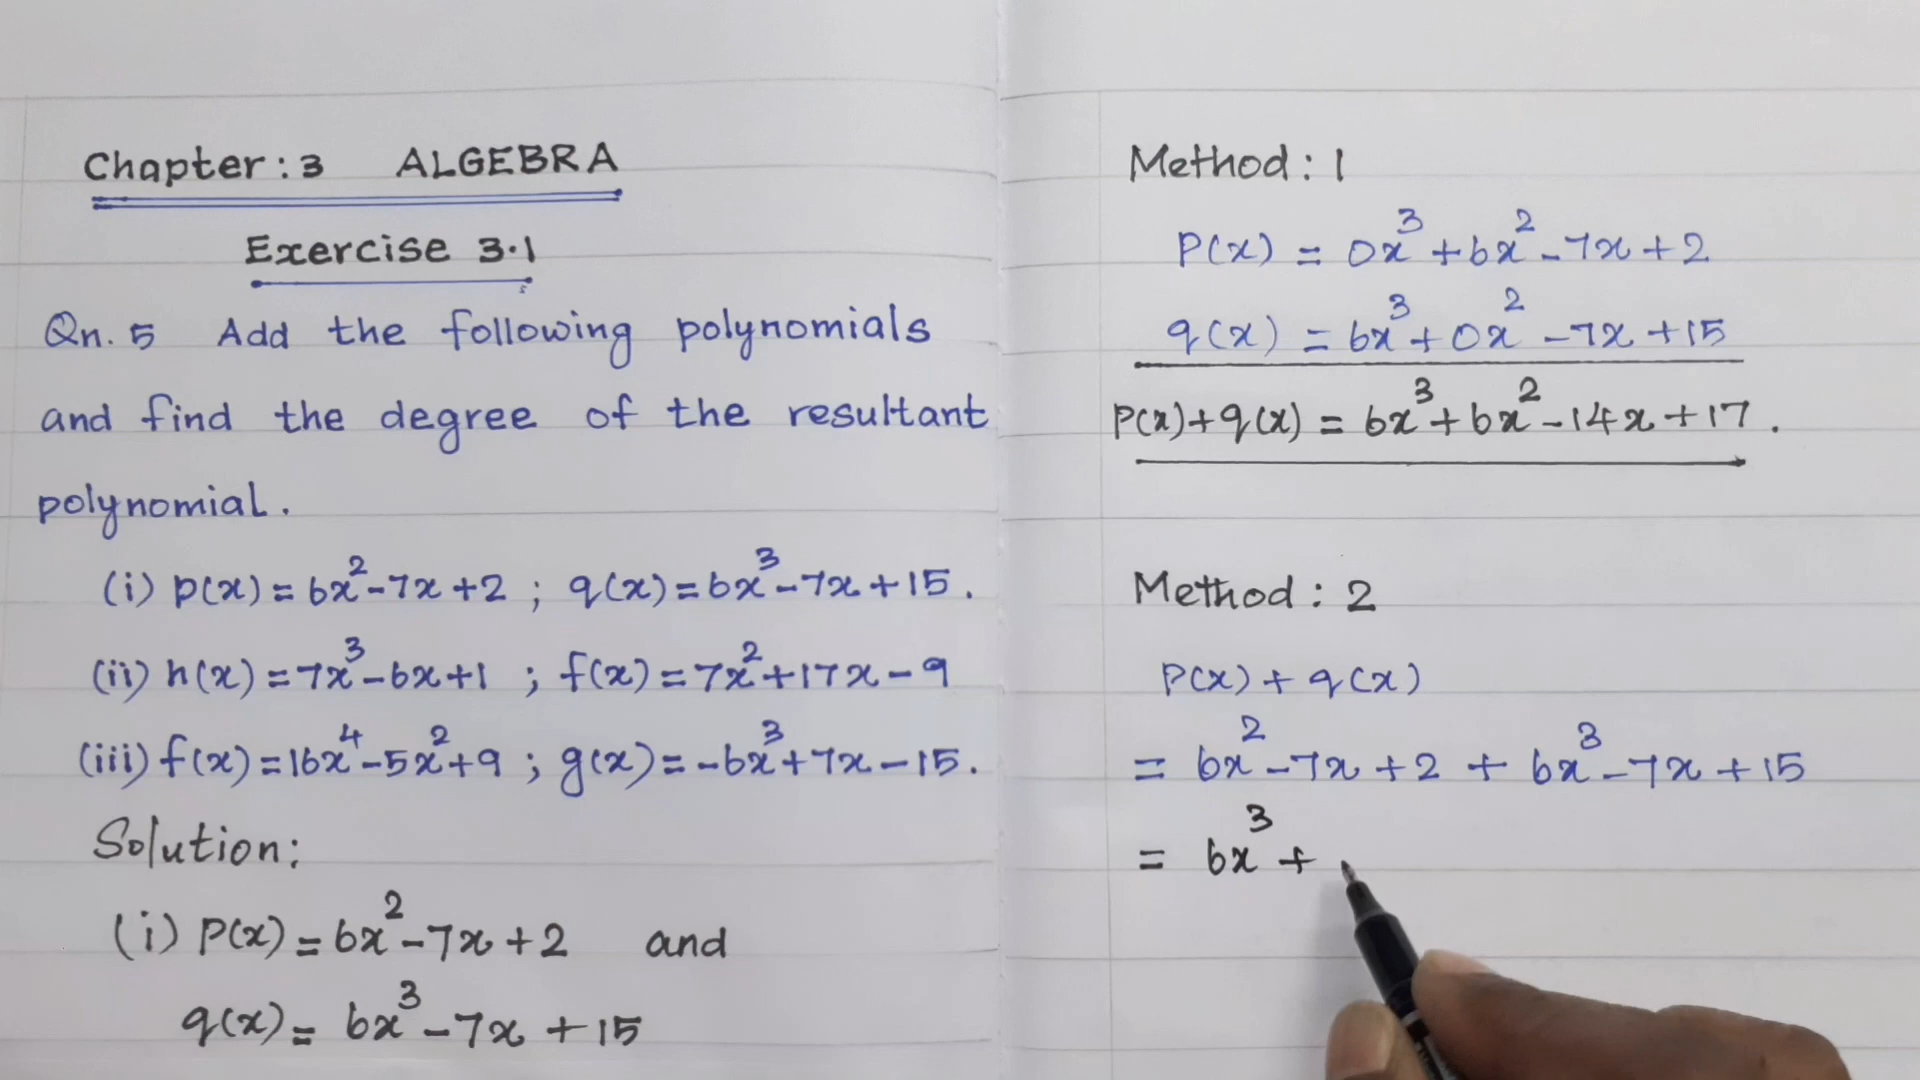 Chapter : 3 ALGEBRA
Exercise 3.1
Qn. 5 Add the following polynomials
and find the degree of the resultant
polynomial.
(i) p(x) = 6x² - 7x + 2 ; q(x) = 6x³ - 7x + 15.
(ii) h(x) = 7x³ - 6x + 1 ; f(x) = 7x² + 17x - 9
(iii) f(x) = 16x⁴ - 5x² + 9 ; g(x) = -6x³ + 7x - 15.
Solution:
(i) P(x) = 6x² - 7x + 2 and
q(x) = 6x³ - 7x + 15
Method : 1
P(x) = 0x³ + 6x² - 7x + 2
q(x) = 6x³ + 0x² - 7x + 15
P(x) + q(x) = 6x³ + 6x² - 14x + 17.
Method : 2
P(x) + q(x)
= 6x² - 7x + 2 + 6x³ - 7x + 15
= 6x³ +